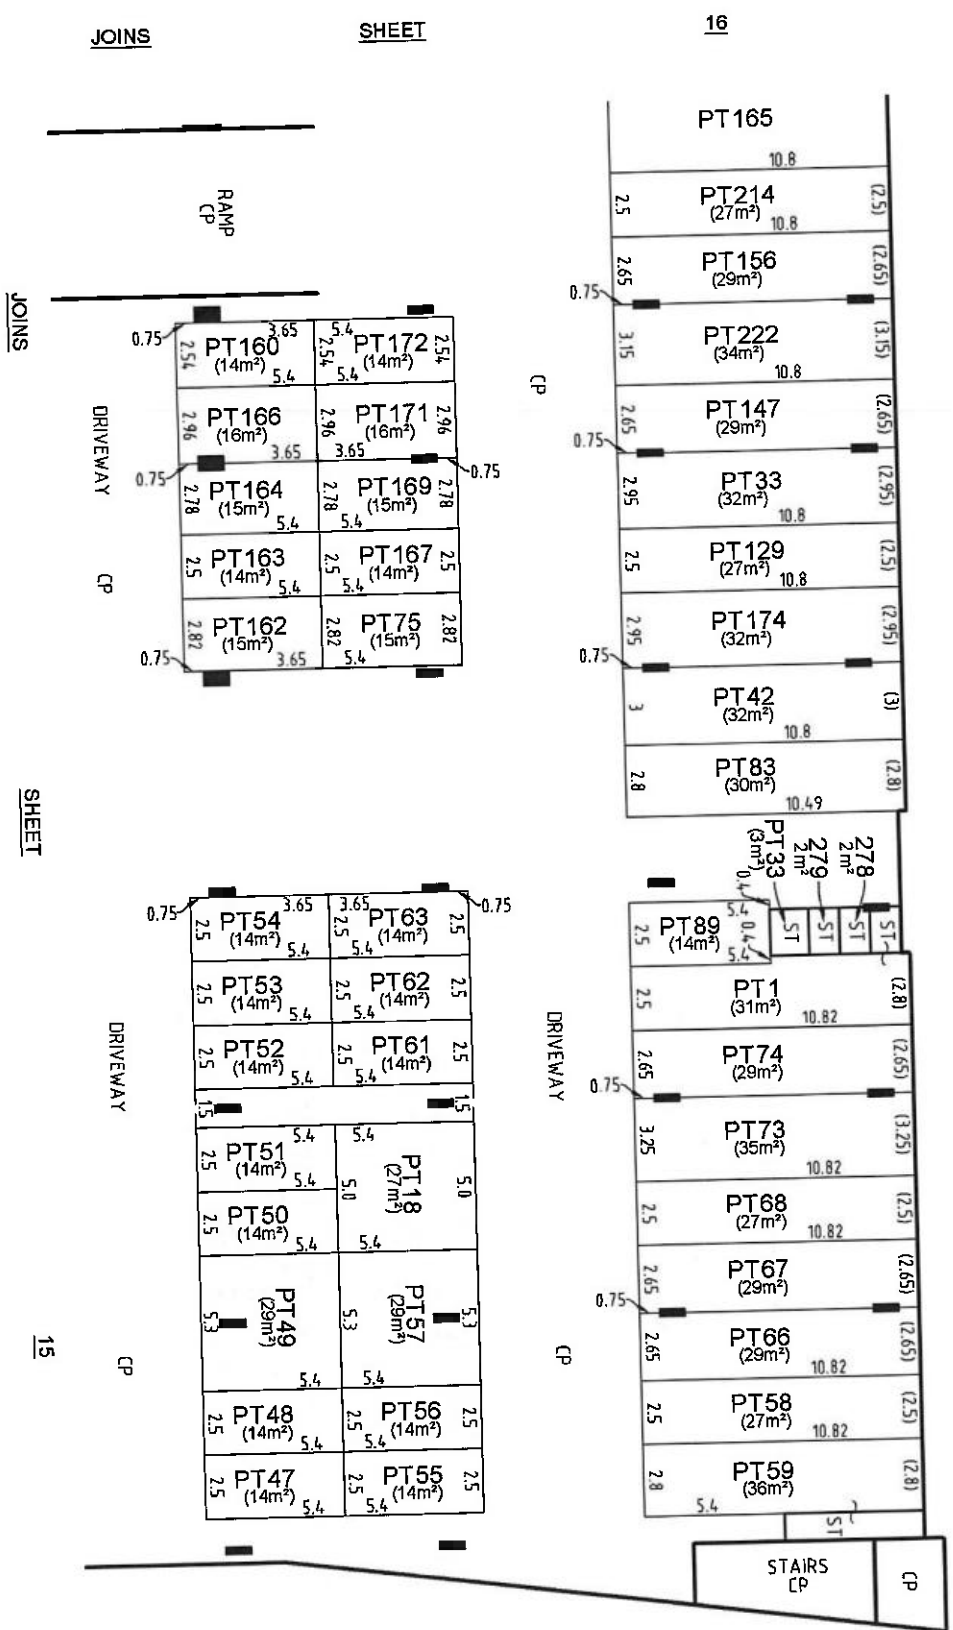 16
JOINS
SHEET
PT165
10.8
PT214
(27m²)
2.5
(2.5)
10.8
PT156
(29m²)
2.65
(2.65)
0.75
PT222
(34m²)
3.15
(3.15)
10.8
PT147
(29m²)
2.65
(2.65)
0.75
PT33
(32m²)
2.95
(2.95)
10.8
PT129
(27m²)
2.5
(2.5)
10.8
PT174
(32m²)
2.95
(2.95)
0.75
PT42
(32m²)
3
(3)
10.8
PT83
(30m²)
2.8
(2.8)
10.49
RAMP
CP
JOINS
0.75
3.65
5.4
PT160
(14m²)
2.54
5.4
PT172
(14m²)
2.54
2.54
5.4
PT166
(16m²)
2.96
3.65
PT171
(16m²)
2.96
2.96
3.65
0.75
0.75
PT164
(15m²)
2.78
5.4
PT169
(15m²)
2.78
2.78
5.4
PT163
(14m²)
2.5
5.4
PT167
(14m²)
2.5
2.5
5.4
PT162
(15m²)
2.82
3.65
PT75
(15m²)
2.82
2.82
5.4
0.75
DRIVEWAY
CP
CP
SHEET
278
2m²
279
2m²
PT33
(3m²)
ST
ST
ST
ST
0.4
5.4
0.4
5.4
PT89
(14m²)
2.5
PT1
(31m²)
2.5
(2.8)
10.82
PT74
(29m²)
2.65
(2.65)
0.75
PT73
(35m²)
3.25
(3.25)
10.82
PT68
(27m²)
2.5
(2.5)
10.82
PT67
(29m²)
2.65
(2.65)
0.75
PT66
(29m²)
2.65
(2.65)
10.82
PT58
(27m²)
2.5
(2.5)
10.82
PT59
(36m²)
2.8
(2.8)
5.4
ST
STAIRS
CP
CP
0.75
3.65
3.65
0.75
PT54
(14m²)
2.5
5.4
PT63
(14m²)
2.5
2.5
5.4
PT53
(14m²)
2.5
5.4
PT62
(14m²)
2.5
2.5
5.4
PT52
(14m²)
2.5
5.4
PT61
(14m²)
2.5
2.5
5.4
1.5
1.5
5.4
5.4
PT51
(14m²)
2.5
5.4
PT18
(27m²)
5.0
5.0
5.4
PT50
(14m²)
2.5
5.4
PT49
(29m²)
5.3
5.4
PT57
(29m²)
5.3
5.3
5.4
PT48
(14m²)
2.5
5.4
PT56
(14m²)
2.5
2.5
5.4
PT47
(14m²)
2.5
5.4
PT55
(14m²)
2.5
2.5
5.4
DRIVEWAY
CP
DRIVEWAY
CP
15